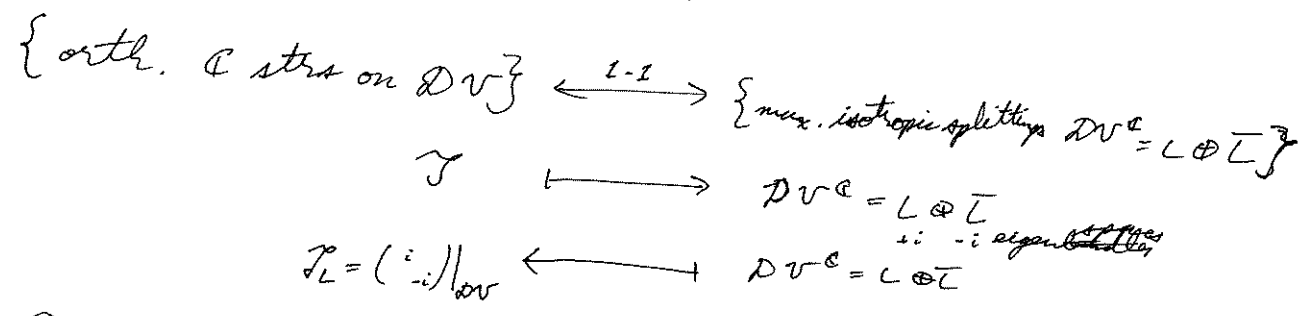 {orth. ℂ strs on 𝔻V} ⟷ 1-1 {max. isotropic splittings 𝔻V^ℂ = L ⊕ L̅}
𝒥 ⟼ 𝔻V^ℂ = L ⊕ L̅
+i -i eigenspaces
𝒥_L = (i -i)|_𝔻V ⟵ 𝔻V^ℂ = L ⊕ L̅